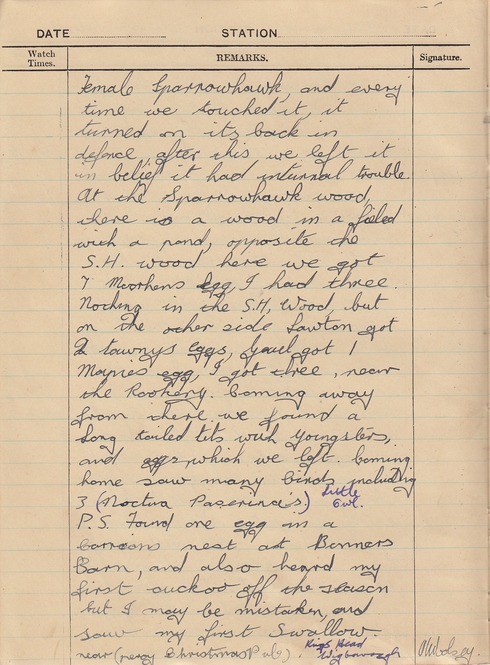 DATE STATION
Watch Times. REMARKS. Signature.
Female Sparrowhawk, and every
time we touched it, it
turned on its back in
defence, after this we left it
in belief it had internal trouble.
At the Sparrowhawk wood,
there is a wood in a field
with a pond, opposite the
S.H. wood here we got
7 Moorhens egg, I had three.
Nothing in the S.H. Wood, but
on the other side Lawton got
2 tawnys eggs, got 1
Magpies egg, I got three, near
the Rookery. Coming away
from there we found a
long tailed tits with youngsters,
and eggs which we left. Coming
home saw many birds including
3 (Noctua Paserina's.) Little Owl.
P.S. Found one egg in a
carrions nest at Bonners
Barn, and also heard my
first cuckoo off the season
but I may be mistaken, and
saw my first Swallow
near ( Christmas ). Kings Head
Wigborough